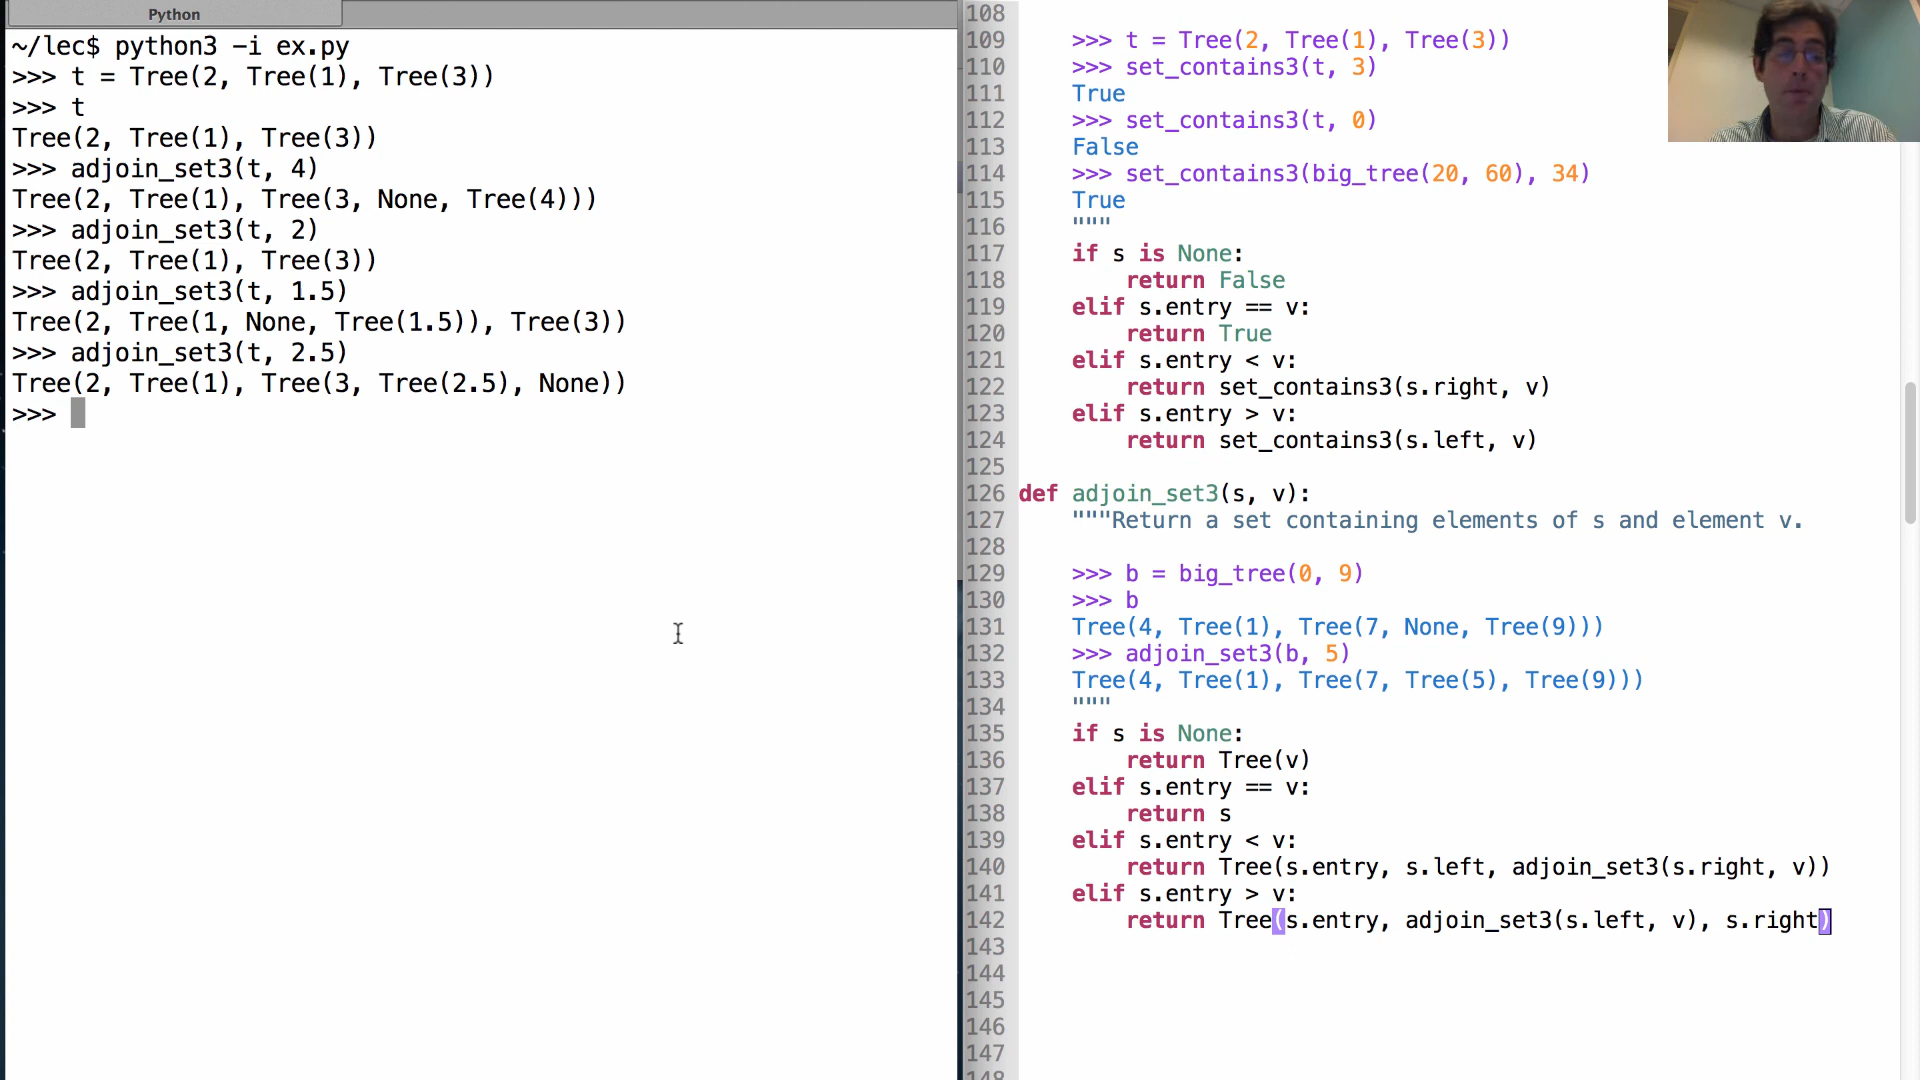 Python
~/lec$ python3 -i ex.py
>>> t = Tree(2, Tree(1), Tree(3))
>>> t
Tree(2, Tree(1), Tree(3))
>>> adjoin_set3(t, 4)
Tree(2, Tree(1), Tree(3, None, Tree(4)))
>>> adjoin_set3(t, 2)
Tree(2, Tree(1), Tree(3))
>>> adjoin_set3(t, 1.5)
Tree(2, Tree(1, None, Tree(1.5)), Tree(3))
>>> adjoin_set3(t, 2.5)
Tree(2, Tree(1), Tree(3, Tree(2.5), None))
>>>
108
109 >>> t = Tree(2, Tree(1), Tree(3))
110 >>> set_contains3(t, 3)
111 True
112 >>> set_contains3(t, 0)
113 False
114 >>> set_contains3(big_tree(20, 60), 34)
115 True
116 """
117 if s is None:
118 return False
119 elif s.entry == v:
120 return True
121 elif s.entry < v:
122 return set_contains3(s.right, v)
123 elif s.entry > v:
124 return set_contains3(s.left, v)
125
126 def adjoin_set3(s, v):
127 """Return a set containing elements of s and element v.
128
129 >>> b = big_tree(0, 9)
130 >>> b
131 Tree(4, Tree(1), Tree(7, None, Tree(9)))
132 >>> adjoin_set3(b, 5)
133 Tree(4, Tree(1), Tree(7, Tree(5), Tree(9)))
134 """
135 if s is None:
136 return Tree(v)
137 elif s.entry == v:
138 return s
139 elif s.entry < v:
140 return Tree(s.entry, s.left, adjoin_set3(s.right, v))
141 elif s.entry > v:
142 return Tree(s.entry, adjoin_set3(s.left, v), s.right)
143
144
145
146
147
148